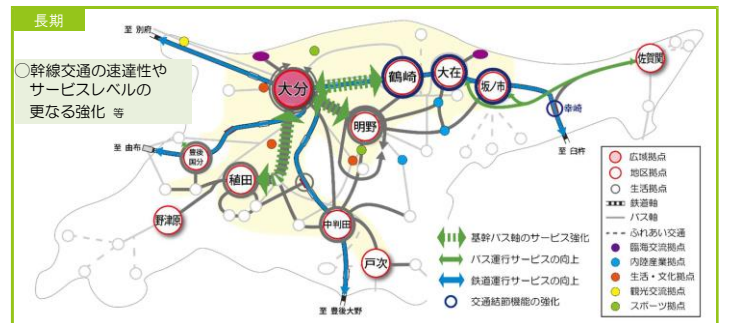 長期
至 別府
○幹線交通の速達性や
サービスレベルの
更なる強化 等
大分
鶴崎
大在
坂ノ市
佐賀関
幸崎
至 臼杵
明野
至 由布
豊後
国分
稙田
野津原
中判田
戸次
至 豊後大野
基幹バス軸のサービス強化
バス運行サービスの向上
鉄道運行サービスの向上
交通結節機能の強化
広域拠点
地区拠点
生活拠点
鉄道軸
バス軸
ふれあい交通
臨海交流拠点
内陸産業拠点
生活・文化拠点
観光交流拠点
スポーツ拠点